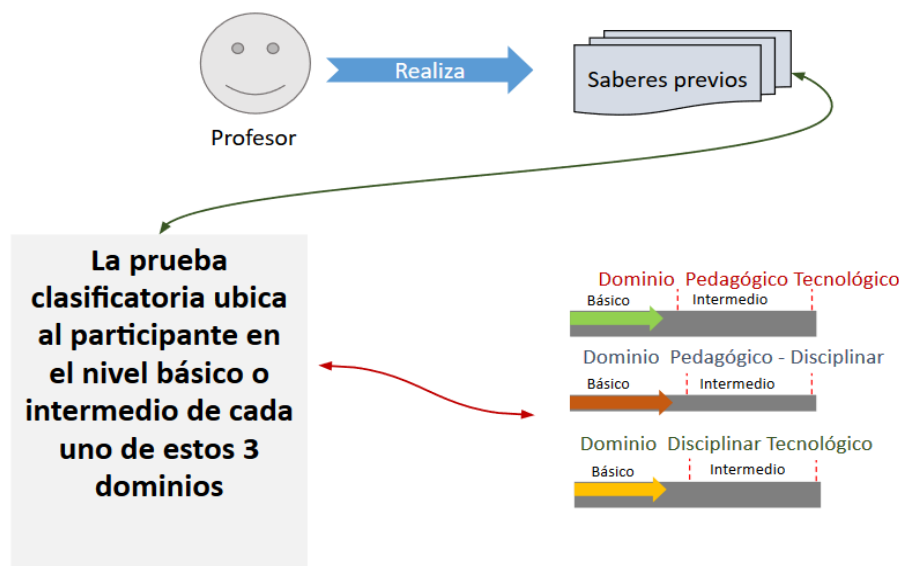 Realiza
Saberes previos
Profesor
La prueba
clasificatoria ubica
al participante en
el nivel básico o
intermedio de cada
uno de estos 3
dominios
Dominio Pedagógico Tecnológico
Básico Intermedio
Dominio Pedagógico - Disciplinar
Básico Intermedio
Dominio Disciplinar Tecnológico
Básico Intermedio